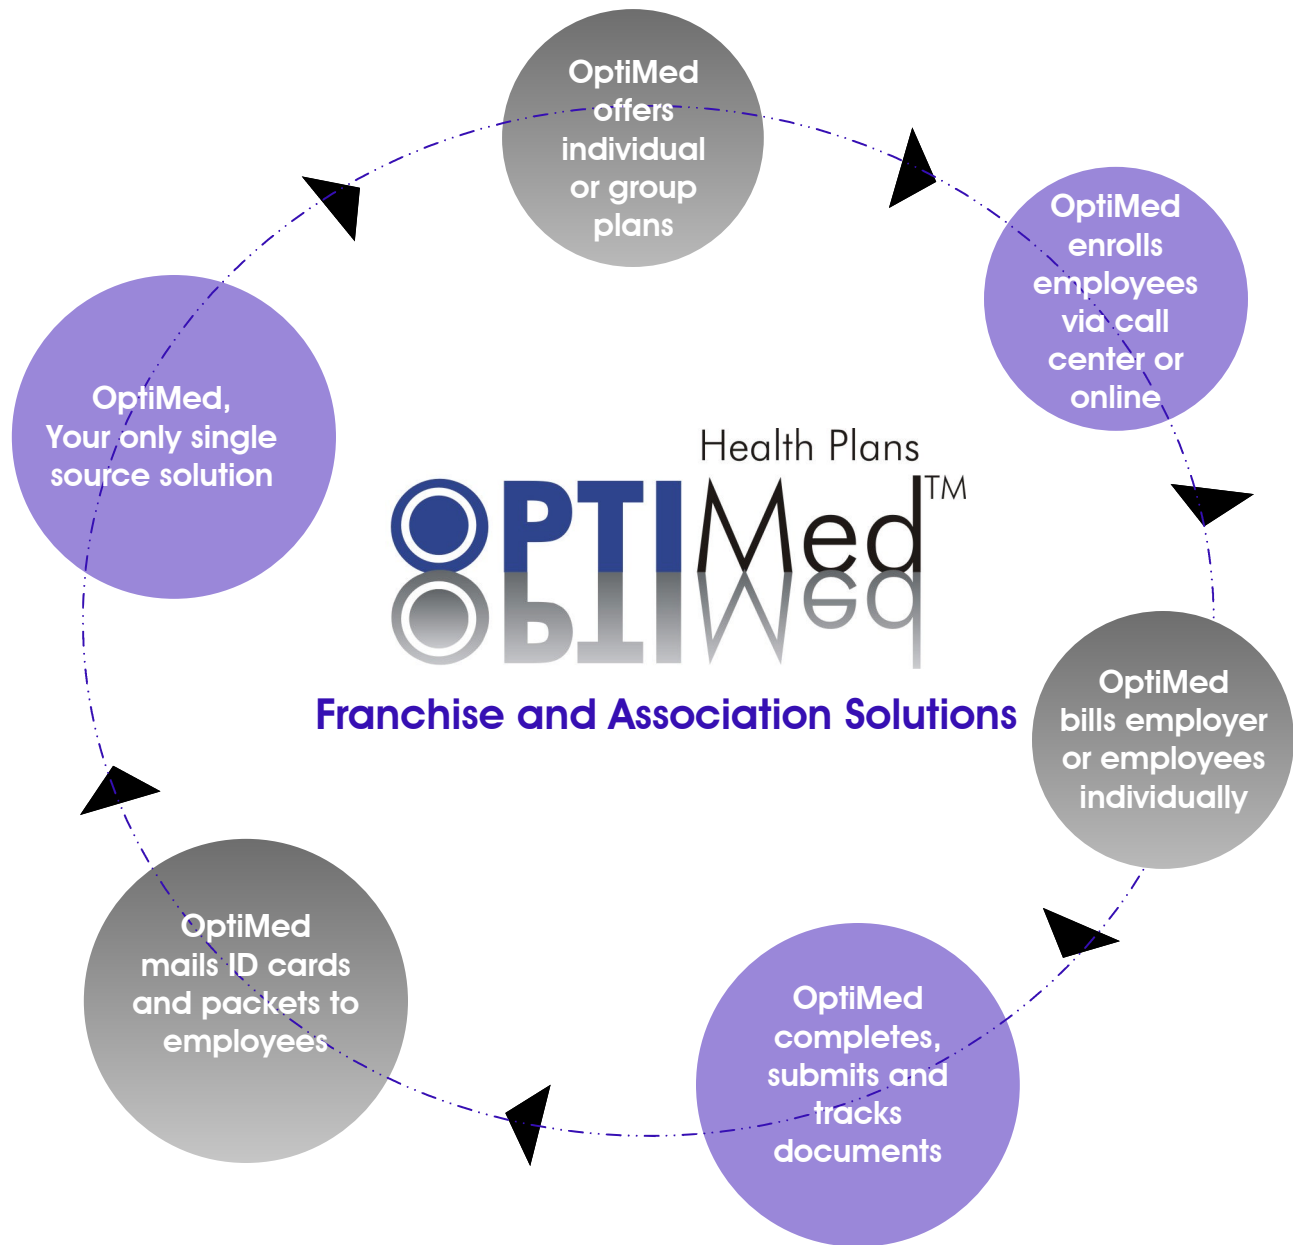 OptiMed
offers
individual
or group
plans
OptiMed
enrolls
employees
via call
center or
online
OptiMed
bills employer
or employees
individually
OptiMed
completes,
submits and
tracks
documents
OptiMed
mails ID cards
and packets to
employees
OptiMed,
Your only single
source solution
Health Plans
OPTIMed™
Franchise and Association Solutions